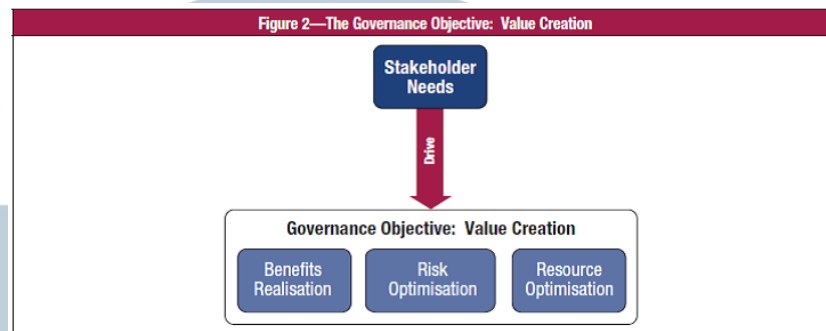 Figure 2—The Governance Objective: Value Creation
Stakeholder
Needs
Drive
Governance Objective: Value Creation
Benefits
Realisation
Risk
Optimisation
Resource
Optimisation